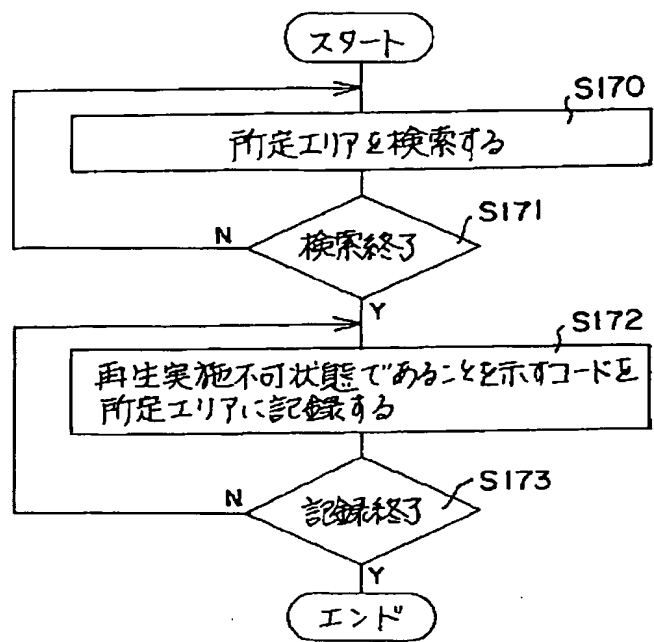 スタート
S170
所定エリアを検索する
S171
検索終了
N
Y
S172
再生実施不可状態であることを示すコードを
所定エリアに記録する
S173
記録終了
N
Y
エンド